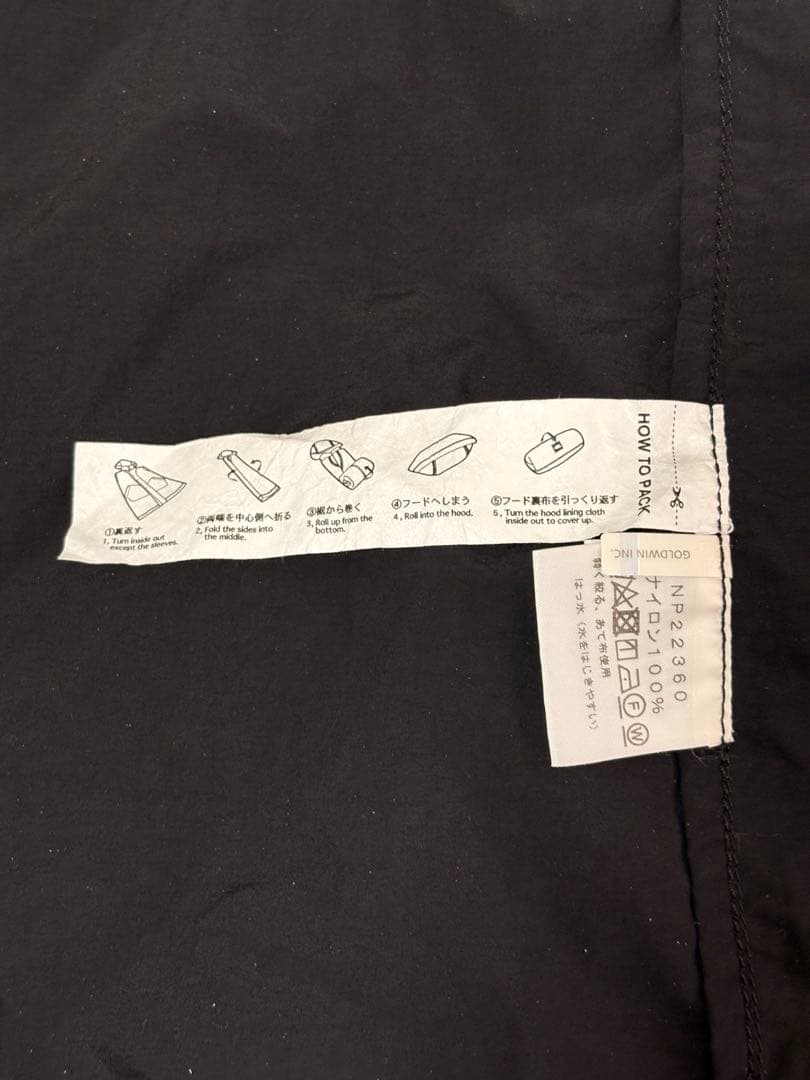 HOW TO PACK
①裏返す
1, Turn inside out
except the sleeves.
②両端を中心側へ折る
2, Fold the sides into
the middle.
③裾から巻く
3, Roll up from the
bottom.
④フードへしまう
4, Roll into the hood.
⑤フード裏布を引っくり返す
5, Turn the hood lining cloth
inside out to cover up.
GOLDWIN INC.
NP22360
ナイロン100%
弱く絞る、あて布使用
はっ水(水をはじきやすい)